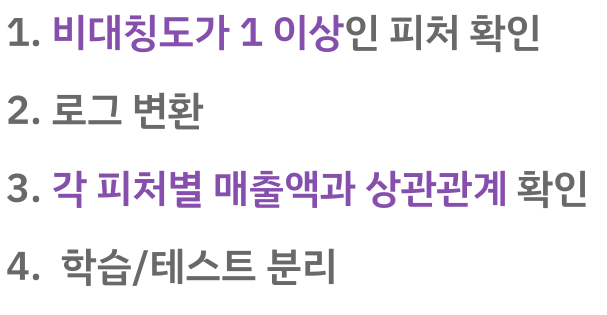 1. 비대칭도가 1 이상인 피처 확인
2. 로그 변환
3. 각 피처별 매출액과 상관관계 확인
4. 학습/테스트 분리